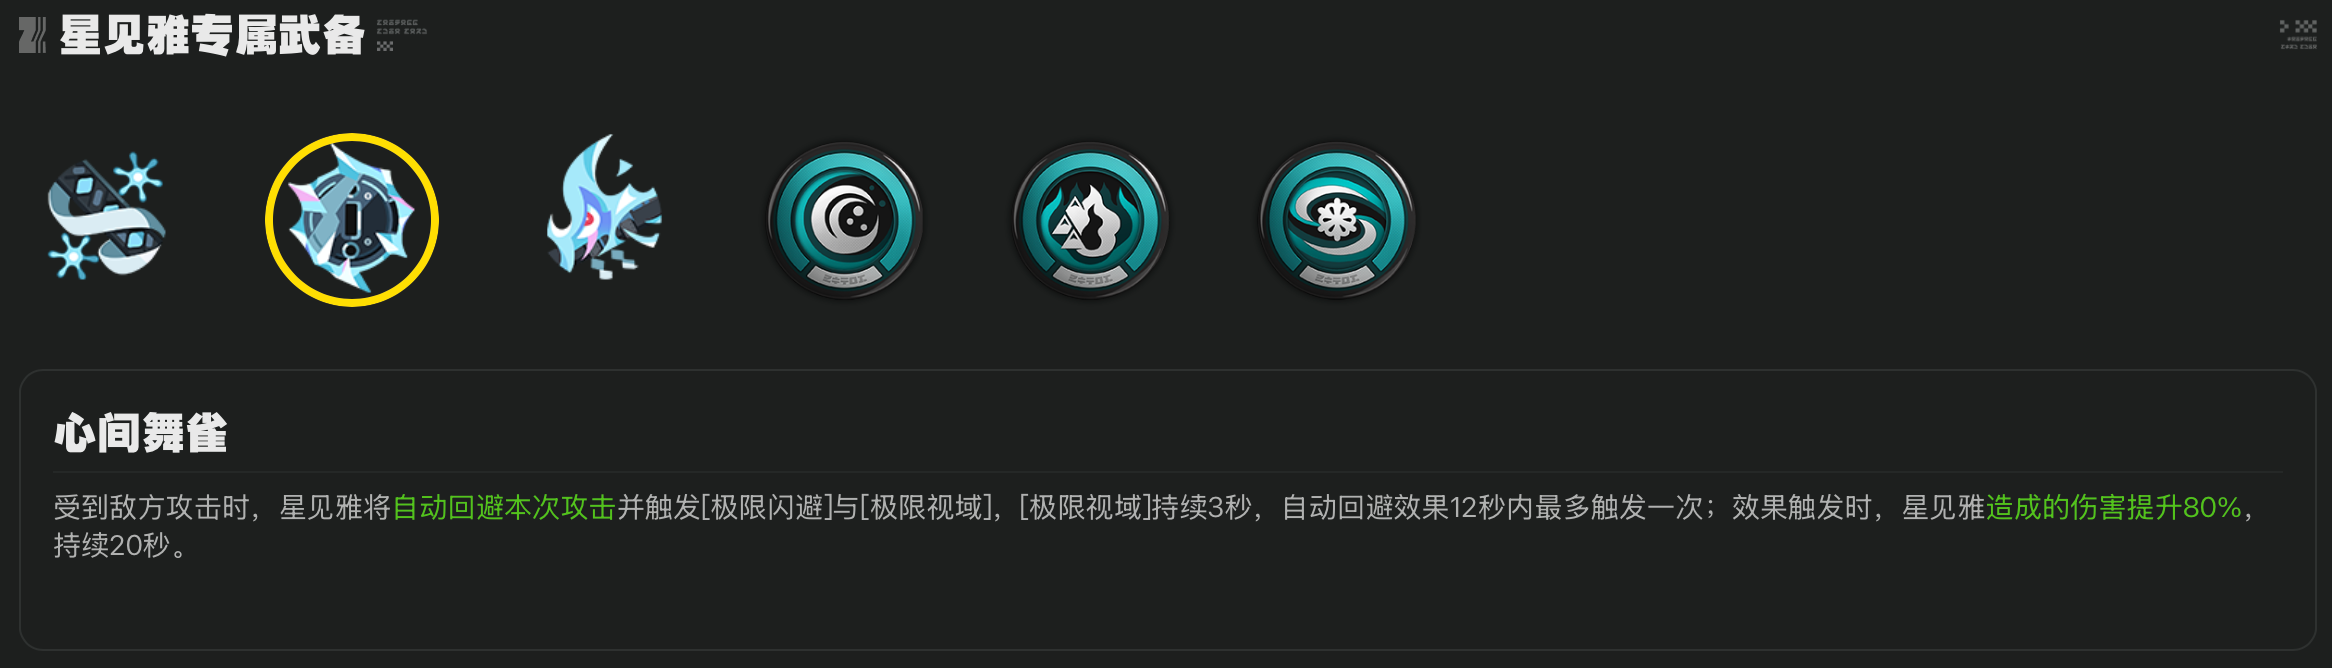 星见雅专属武备
心间舞雀
受到敌方攻击时，星见雅将自动回避本次攻击并触发[极限闪避]与[极限视域]，[极限视域]持续3秒，自动回避效果12秒内最多触发一次；效果触发时，星见雅造成的伤害提升80%，
持续20秒。